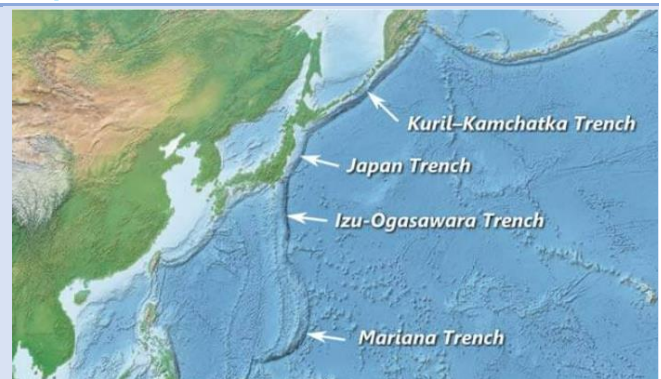 Kuril–Kamchatka Trench
Japan Trench
Izu-Ogasawara Trench
Mariana Trench